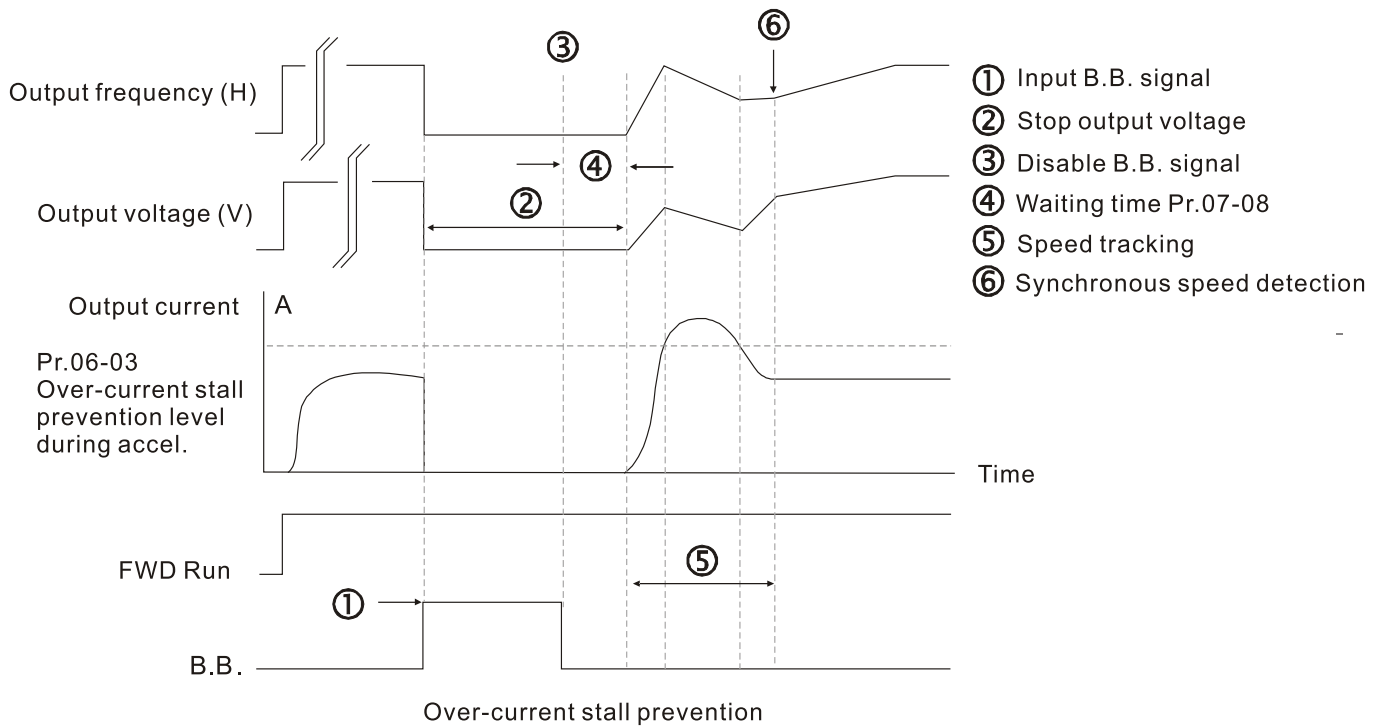 ⑥
③
Output frequency (H)
④
②
Output voltage (V)
① Input B.B. signal
② Stop output voltage
③ Disable B.B. signal
④ Waiting time Pr.07-08
⑤ Speed tracking
⑥ Synchronous speed detection
Output current
A
Pr.06-03
Over-current stall
prevention level
during accel.
Time
FWD Run
⑤
①
B.B.
Over-current stall prevention